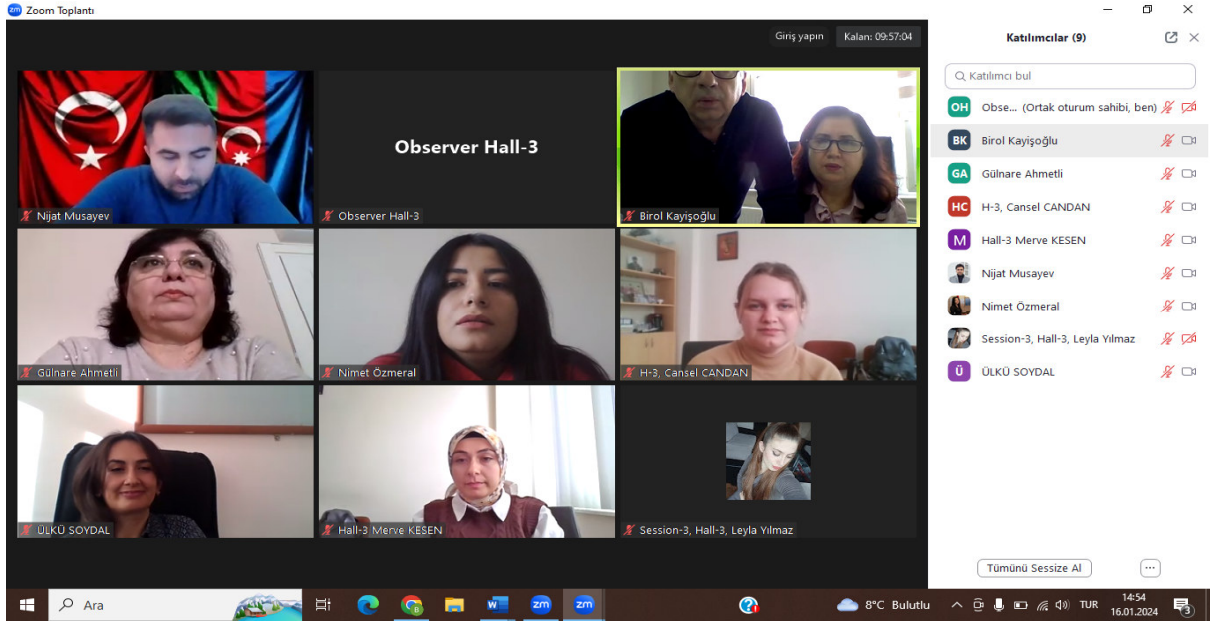 zm Zoom Toplantı
Giriş yapın Kalan: 09:57:04
Nijat Musayev
Observer Hall-3
Observer Hall-3
Birol Kayişoğlu
Gülnare Ahmetli
Nimet Özmeral
H-3, Cansel CANDAN
ÜLKÜ SOYDAL
Hall-3 Merve KESEN
Session-3, Hall-3, Leyla Yılmaz
Katılımcılar (9)
Katılımcı bul
OH Obse... (Ortak oturum sahibi, ben)
BK Birol Kayişoğlu
GA Gülnare Ahmetli
HC H-3, Cansel CANDAN
M Hall-3 Merve KESEN
Nijat Musayev
Nimet Özmeral
Session-3, Hall-3, Leyla Yılmaz
Ü ÜLKÜ SOYDAL
Tümünü Sessize Al ...
Ara
W zm zm
8°C Bulutlu
TUR
14:54
16.01.2024
3